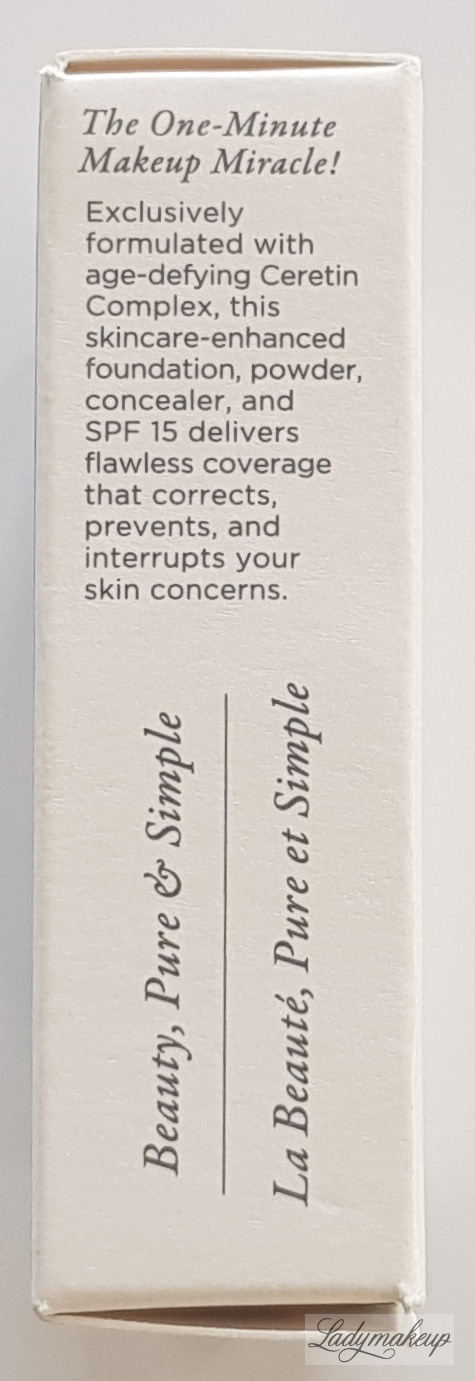 The One-Minute
Makeup Miracle!
Exclusively
formulated with
age-defying Ceretin
Complex, this
skincare-enhanced
foundation, powder,
concealer, and
SPF 15 delivers
flawless coverage
that corrects,
prevents, and
interrupts your
skin concerns.
Beauty, Pure & Simple
La Beauté, Pure et Simple
Ladymakeup